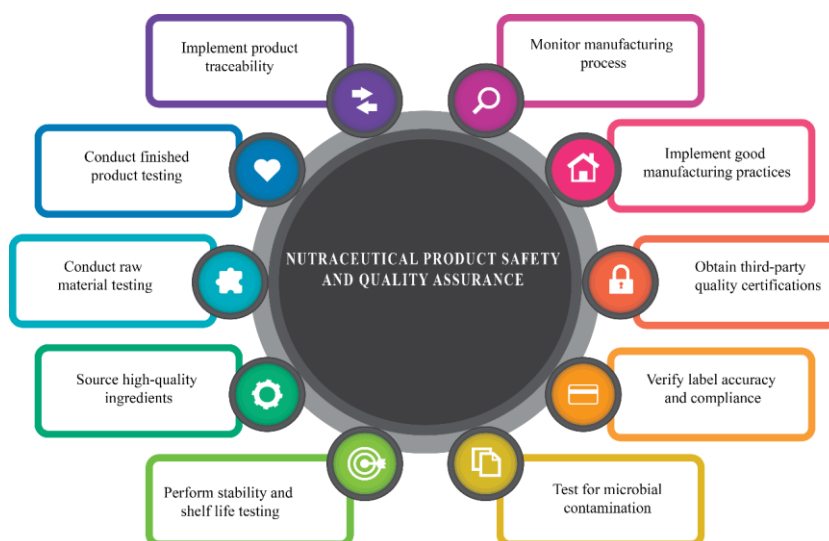 Implement product
traceability
Monitor manufacturing
process
Conduct finished
product testing
Implement good
manufacturing practices
NUTRACEUTICAL PRODUCT SAFETY
AND QUALITY ASSURANCE
Conduct raw
material testing
Obtain third-party
quality certifications
Source high-quality
ingredients
Verify label accuracy
and compliance
Perform stability and
shelf life testing
Test for microbial
contamination